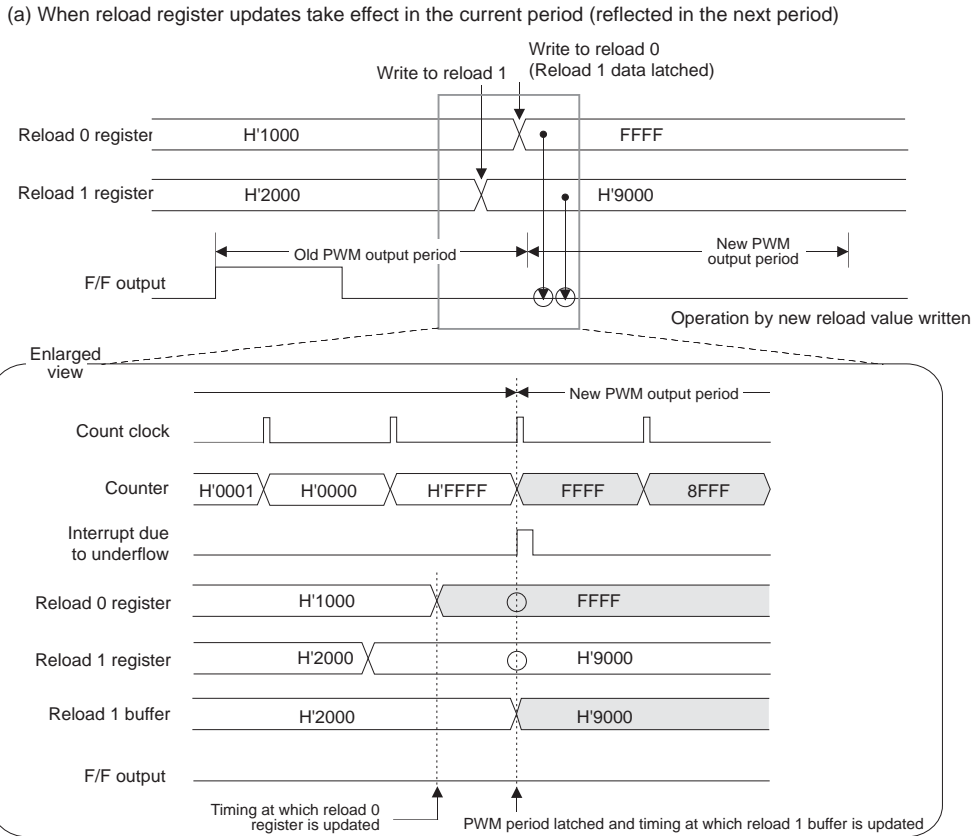 (a) When reload register updates take effect in the current period (reflected in the next period)
Write to reload 0
(Reload 1 data latched)
Write to reload 1
Reload 0 register
H'1000
FFFF
Reload 1 register
H'2000
H'9000
Old PWM output period
New PWM
output period
F/F output
Operation by new reload value written
Enlarged
view
New PWM output period
Count clock
Counter
H'0001
H'0000
H'FFFF
FFFF
8FFF
Interrupt due
to underflow
Reload 0 register
H'1000
FFFF
Reload 1 register
H'2000
H'9000
Reload 1 buffer
H'2000
H'9000
F/F output
Timing at which reload 0
register is updated
PWM period latched and timing at which reload 1 buffer is updated